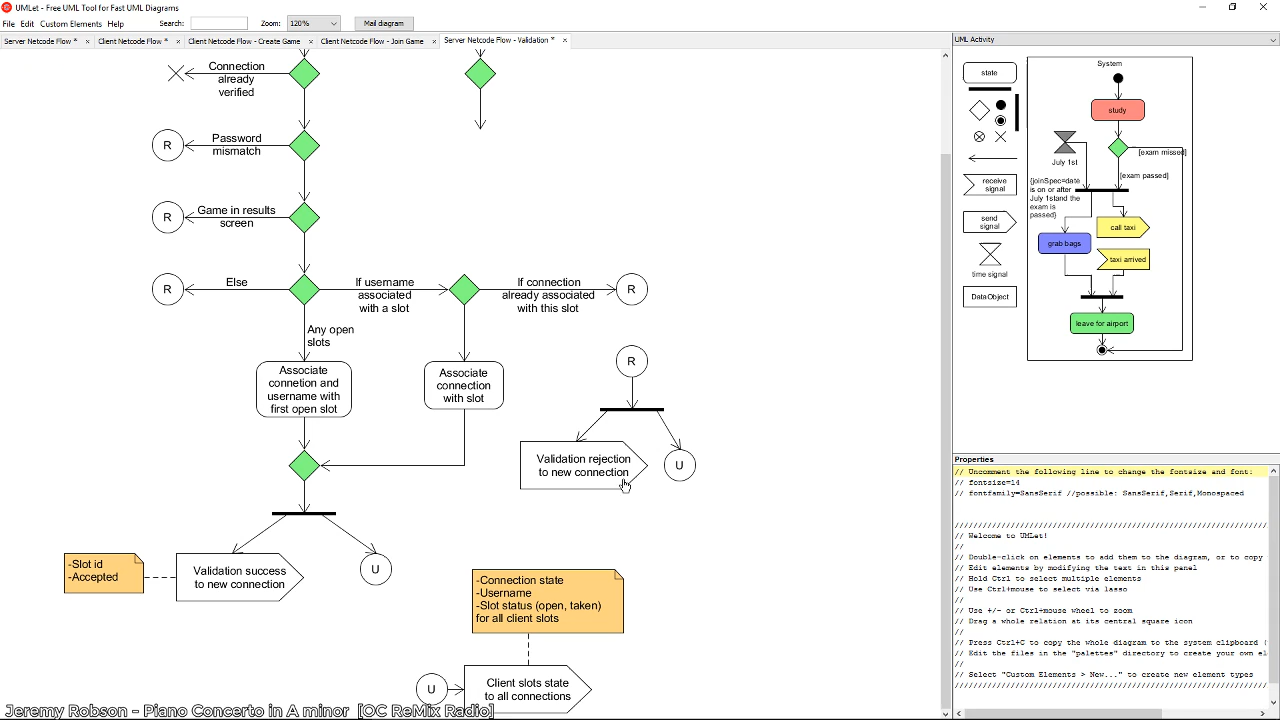 UMLet - Free UML Tool for Fast UML Diagrams
File Edit Custom Elements Help
Search:
Zoom:
120%
Mail diagram
Server Netcode Flow * ×
Client Netcode Flow * ×
Client Netcode Flow - Create Game ×
Client Netcode Flow - Join Game ×
Server Netcode Flow - Validation * ×
Connection
already
verified
R
Password
mismatch
R
Game in results
screen
R
Else
If username
associated
with a slot
If connection
already associated
with this slot
R
Any open
slots
Associate
connetion and
username with
first open slot
Associate
connection
with slot
R
Validation rejection
to new connection
U
-Slot id
-Accepted
Validation success
to new connection
U
-Connection state
-Username
-Slot status (open, taken)
for all client slots
U
Client slots state
to all connections
Jeremy Robson - Piano Concerto in A minor [OC ReMix Radio]
UML Activity
state
receive
signal
send
signal
time signal
DataObject
System
study
July 1st
[exam missed]
[exam passed]
{joinSpec=date
is on or after
July 1stand the
exam is
passed}
call taxi
grab bags
taxi arrived
leave for airport
Properties
// Uncomment the following line to change the fontsize and font:
// fontsize=14
// fontfamily=SansSerif //possible: SansSerif,Serif,Monospaced
//////////////////////////////////////////////////////////
// Welcome to UMLet!
//
// Double-click on elements to add them to the diagram, or to copy
// Edit elements by modifying the text in this panel
// Hold Ctrl to select multiple elements
// Use Ctrl+mouse to select via lasso
//
// Use +/- or Ctrl+mouse wheel to zoom
// Drag a whole relation at its central square icon
//
// Press Ctrl+C to copy the whole diagram to the system clipboard (
// Edit the files in the "palettes" directory to create your own el
//
// Select "Custom Elements > New..." to create new element types
//////////////////////////////////////////////////////////